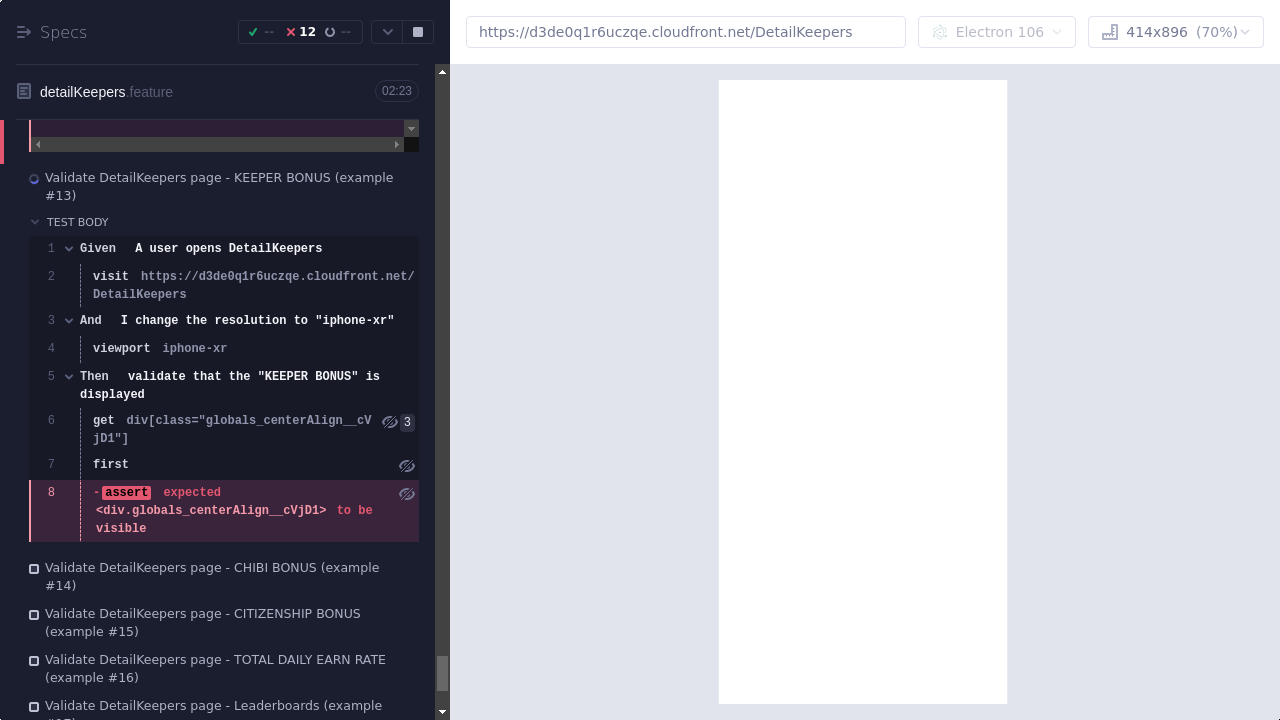 Specs
-- 12 --
https://d3de0q1r6uczqe.cloudfront.net/DetailKeepers
Electron 106
414x896 (70%)
detailKeepers.feature
02:23
Validate DetailKeepers page - KEEPER BONUS (example
#13)
TEST BODY
1 Given A user opens DetailKeepers
2 visit https://d3de0q1r6uczqe.cloudfront.net/
DetailKeepers
3 And I change the resolution to "iphone-xr"
4 viewport iphone-xr
5 Then validate that the "KEEPER BONUS" is
displayed
6 get div[class="globals_centerAlign__cV 3
jD1"]
7 first
8 -assert expected
<div.globals_centerAlign__cVjD1> to be
visible
Validate DetailKeepers page - CHIBI BONUS (example
#14)
Validate DetailKeepers page - CITIZENSHIP BONUS
(example #15)
Validate DetailKeepers page - TOTAL DAILY EARN RATE
(example #16)
Validate DetailKeepers page - Leaderboards (example